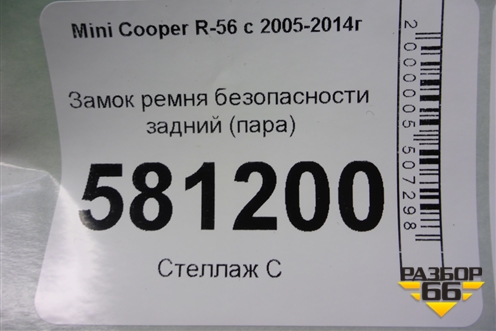 Mini Cooper R-56 с 2005-2014г
Замок ремня безопасности
задний (пара)
581200
Стеллаж С
2000005507298
РАЗБОР
66